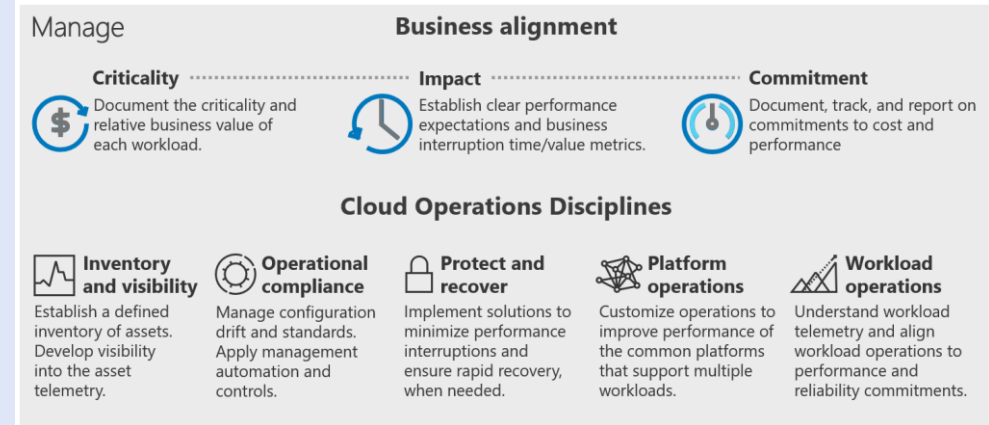 Manage
Business alignment
Criticality
Document the criticality and
relative business value of
each workload.
Impact
Establish clear performance
expectations and business
interruption time/value metrics.
Commitment
Document, track, and report on
commitments to cost and
performance
Cloud Operations Disciplines
Inventory
and visibility
Establish a defined
inventory of assets.
Develop visibility
into the asset
telemetry.
Operational
compliance
Manage configuration
drift and standards.
Apply management
automation and
controls.
Protect and
recover
Implement solutions to
minimize performance
interruptions and
ensure rapid recovery,
when needed.
Platform
operations
Customize operations to
improve performance of
the common platforms
that support multiple
workloads.
Workload
operations
Understand workload
telemetry and align
workload operations to
performance and
reliability commitments.